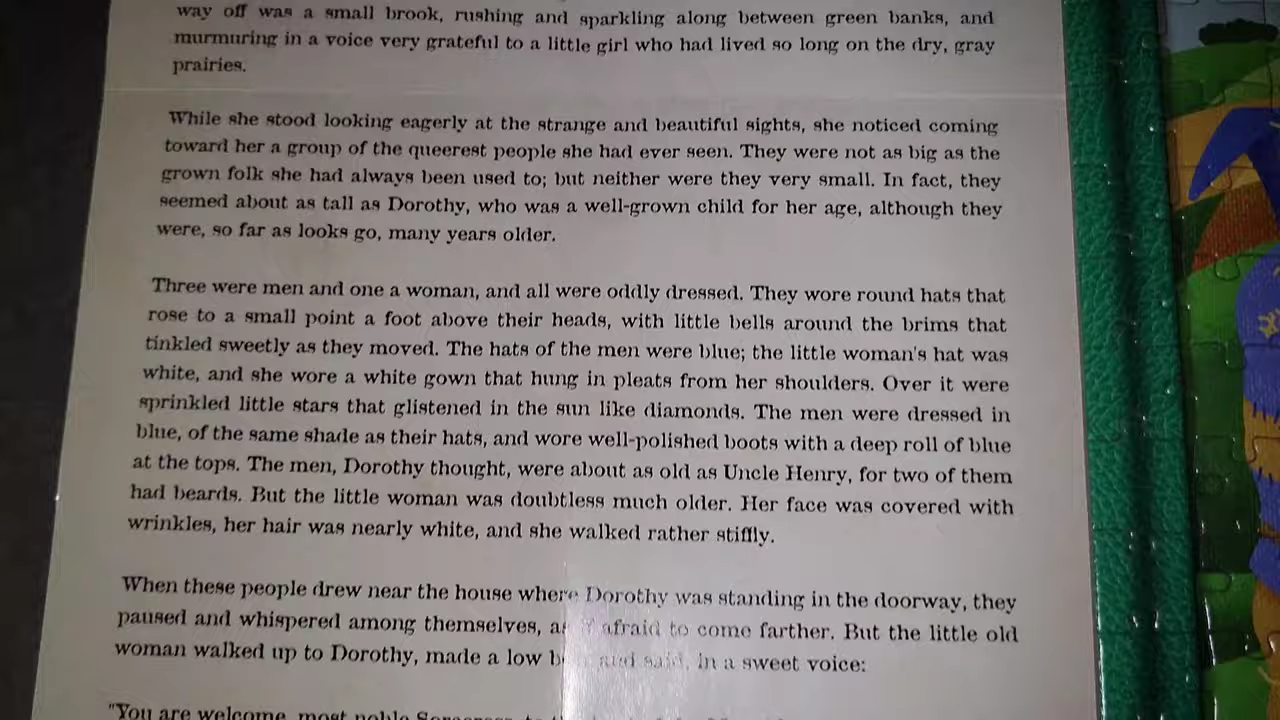 way off was a small brook, rushing and sparkling along between green banks, and
murmuring in a voice very grateful to a little girl who had lived so long on the dry, gray
prairies.
While she stood looking eagerly at the strange and beautiful sights, she noticed coming
toward her a group of the queerest people she had ever seen. They were not as big as the
grown folk she had always been used to; but neither were they very small. In fact, they
seemed about as tall as Dorothy, who was a well-grown child for her age, although they
were, so far as looks go, many years older.
Three were men and one a woman, and all were oddly dressed. They wore round hats that
rose to a small point a foot above their heads, with little bells around the brims that
tinkled sweetly as they moved. The hats of the men were blue; the little woman's hat was
white, and she wore a white gown that hung in pleats from her shoulders. Over it were
sprinkled little stars that glistened in the sun like diamonds. The men were dressed in
blue, of the same shade as their hats, and wore well-polished boots with a deep roll of blue
at the tops. The men, Dorothy thought, were about as old as Uncle Henry, for two of them
had beards. But the little woman was doubtless much older. Her face was covered with
wrinkles, her hair was nearly white, and she walked rather stiffly.
When these people drew near the house where Dorothy was standing in the doorway, they
paused and whispered among themselves, as if afraid to come farther. But the little old
woman walked up to Dorothy, made a low and said, in a sweet voice:
"You are welcome, most noble Sorceress, to